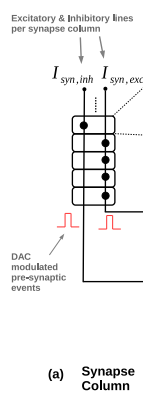 Excitatory & Inhibitory lines
per synapse column
I syn,inh I syn,exc
DAC
modulated
pre-synaptic
events
(a) Synapse
Column